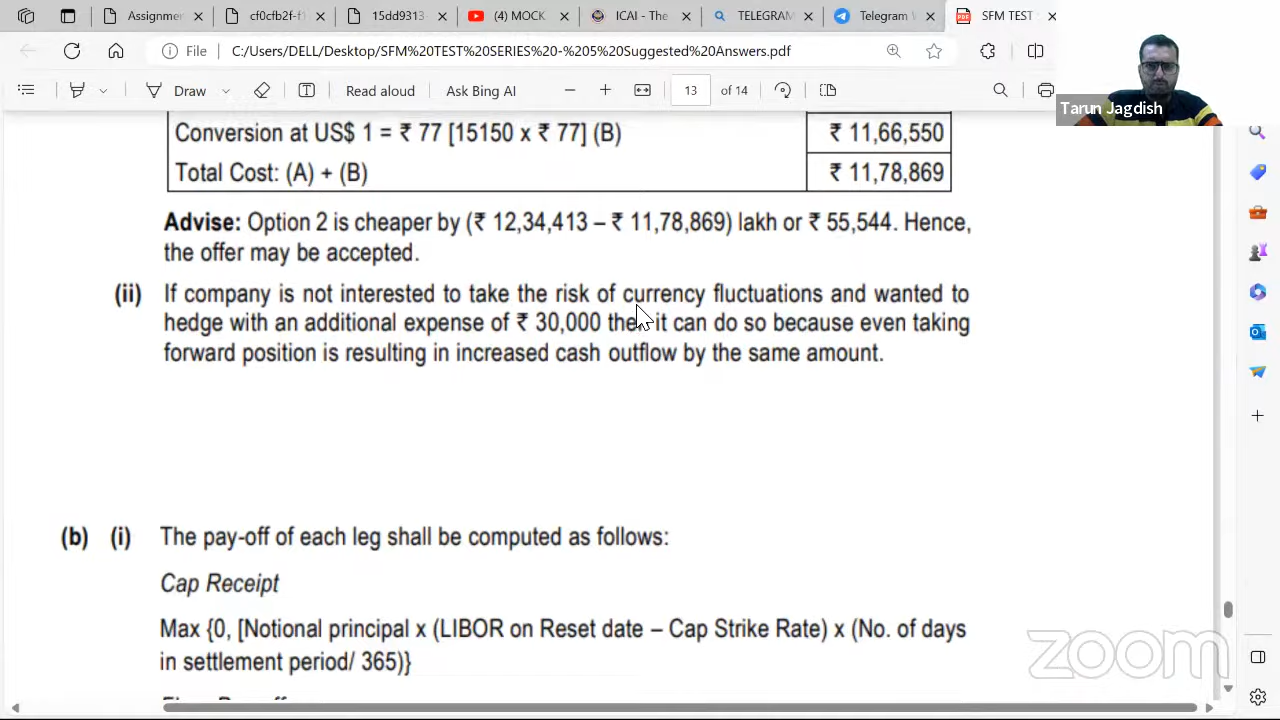 Assignmen
cf0cfb2f-f1
15dd9313-
(4) MOCK
ICAI - The
TELEGRAM
Telegram W
SFM TEST S
File
C:/Users/DELL/Desktop/SFM%20TEST%20SERIES%20-%205%20Suggested%20Answers.pdf
Draw
Read aloud
Ask Bing AI
13 of 14
Tarun Jagdish
Conversion at US$ 1 = ₹ 77 [15150 x ₹ 77] (B) ₹ 11,66,550
Total Cost: (A) + (B) ₹ 11,78,869
Advise: Option 2 is cheaper by (₹ 12,34,413 – ₹ 11,78,869) lakh or ₹ 55,544. Hence,
the offer may be accepted.
(ii) If company is not interested to take the risk of currency fluctuations and wanted to
hedge with an additional expense of ₹ 30,000 then it can do so because even taking
forward position is resulting in increased cash outflow by the same amount.
(b) (i) The pay-off of each leg shall be computed as follows:
Cap Receipt
Max {0, [Notional principal x (LIBOR on Reset date – Cap Strike Rate) x (No. of days
in settlement period/ 365)}
zoom